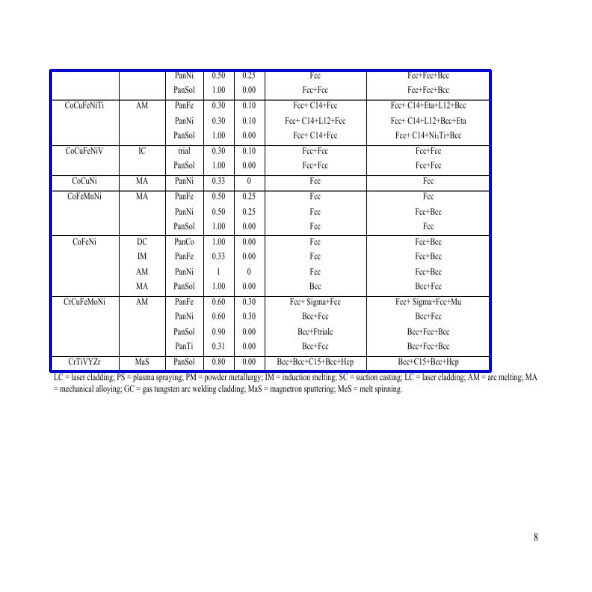 PanNi 0.50 0.25 Fcc Fcc+Fcc+Bcc
PanSol 1.00 0.00 Fcc+Fcc Fcc+Fcc+Bcc
CoCuFeNiTi AM PanFe 0.30 0.10 Fcc+ C14+Fcc Fcc+ C14+Eta+L12+Bcc
PanNi 0.30 0.10 Fcc+ C14+L12+Fcc Fcc+ C14+L12+Bcc+Eta
PanSol 1.00 0.00 Fcc+ C14+Fcc Fcc+ C14+Ni₃Ti+Bcc
CoCuFeNiV IC trial 0.30 0.10 Fcc+Fcc Fcc+Fcc
PanSol 1.00 0.00 Fcc+Fcc Fcc+Fcc
CoCuNi MA PanNi 0.33 0 Fcc Fcc
CoFeMnNi MA PanFe 0.50 0.25 Fcc Fcc
PanNi 0.50 0.25 Fcc Fcc+Bcc
PanSol 1.00 0.00 Fcc Fcc
CoFeNi DC PanCo 1.00 0.00 Fcc Fcc+Bcc
IM PanFe 0.33 0.00 Fcc Fcc+Bcc
AM PanNi 1 0 Fcc Fcc+Bcc
MA PanSol 1.00 0.00 Bcc Bcc+Fcc
CrCuFeMoNi AM PanFe 0.60 0.30 Fcc+ Sigma+Fcc Fcc+ Sigma+Fcc+Mu
PanNi 0.60 0.30 Bcc+Fcc Bcc+Fcc
PanSol 0.90 0.00 Bcc+Ftrialc Bcc+Fcc+Bcc
PanTi 0.31 0.00 Bcc+Fcc Bcc+Fcc+Bcc
CrTiVYZr MaS PanSol 0.80 0.00 Bcc+Bcc+C15+Bcc+Hcp Bcc+C15+Bcc+Hcp
LC = laser cladding; PS = plasma spraying; PM = powder metallurgy; IM = induction melting; SC = suction casting; LC = laser cladding; AM = arc melting; MA
= mechanical alloying; GC = gas tungsten arc welding cladding; MaS = magnetron sputtering; MeS = melt spinning.
8